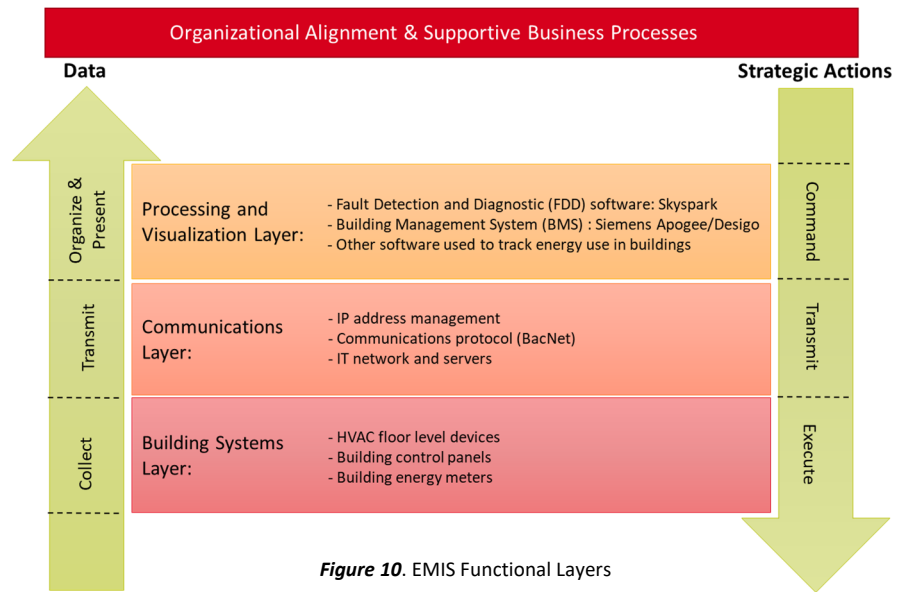 Organizational Alignment & Supportive Business Processes
Data
Strategic Actions
Organize &
Present
Processing and
Visualization Layer:
- Fault Detection and Diagnostic (FDD) software: Skyspark
- Building Management System (BMS) : Siemens Apogee/Desigo
- Other software used to track energy use in buildings
Command
Transmit
Communications
Layer:
- IP address management
- Communications protocol (BacNet)
- IT network and servers
Transmit
Collect
Building Systems
Layer:
- HVAC floor level devices
- Building control panels
- Building energy meters
Execute
Figure 10. EMIS Functional Layers